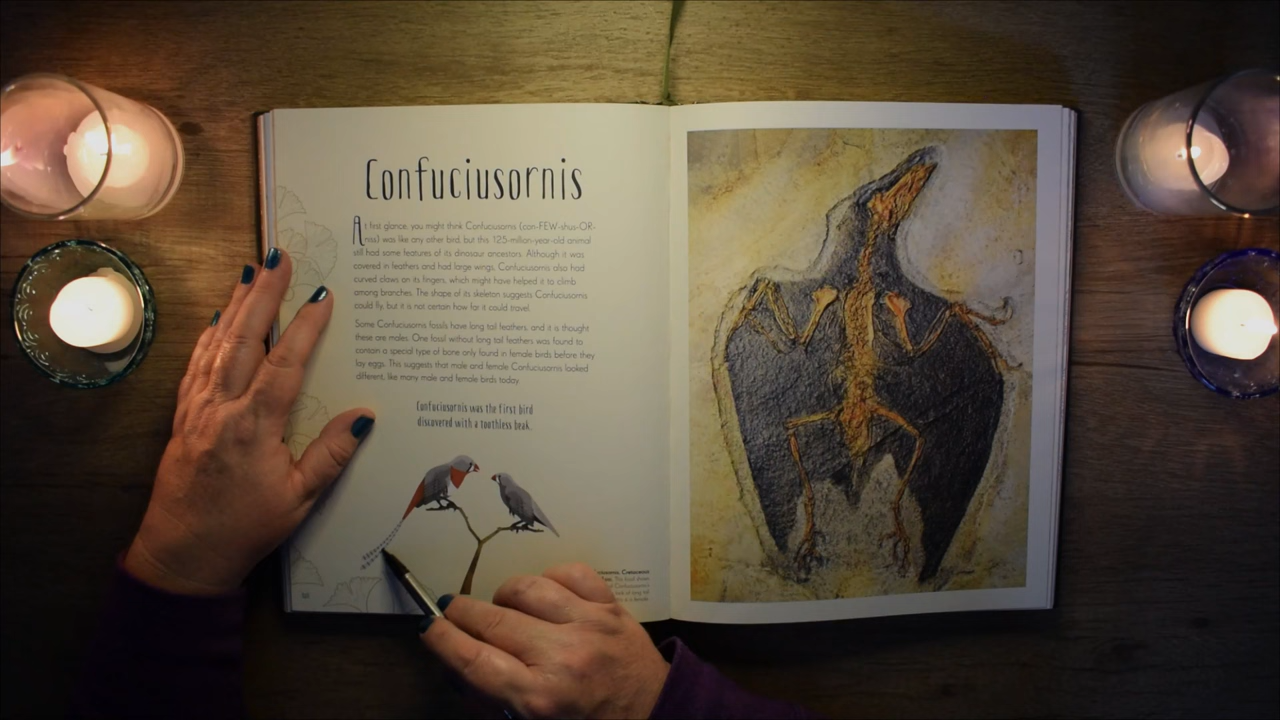 Confuciusornis
At first glance, you might think Confuciusornis (con-FEW-shus-OR-
niss) was like any other bird, but this 125-million-year-old animal
still had some features of its dinosaur ancestors. Although it was
covered in feathers and had large wings, Confuciusornis also had
curved claws on its fingers, which might have helped it to climb
among branches. The shape of its skeleton suggests Confuciusornis
could fly, but it is not certain how far it could travel.
Some Confuciusornis fossils have long tail feathers, and it is thought
these are males. One fossil without long tail feathers was found to
contain a special type of bone only found in female birds before they
lay eggs. This suggests that male and female Confuciusornis looked
different, like many male and female birds today.
Confuciusornis was the first bird
discovered with a toothless beak.